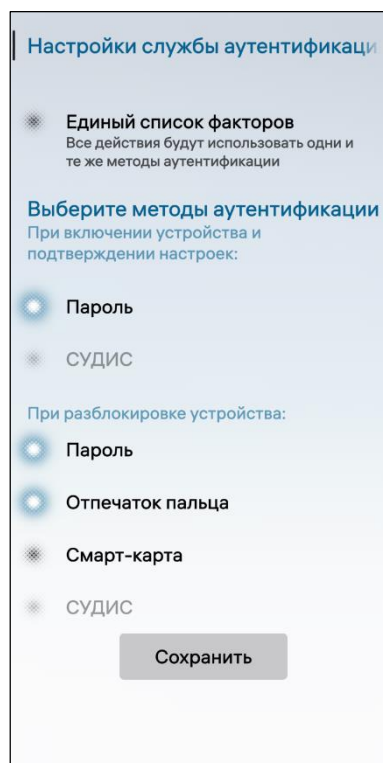 Настройки службы аутентификаци
Единый список факторов
Все действия будут использовать одни и
те же методы аутентификации
Выберите методы аутентификации
При включении устройства и
подтверждении настроек:
Пароль
СУДИС
При разблокировке устройства:
Пароль
Отпечаток пальца
Смарт-карта
СУДИС
Сохранить